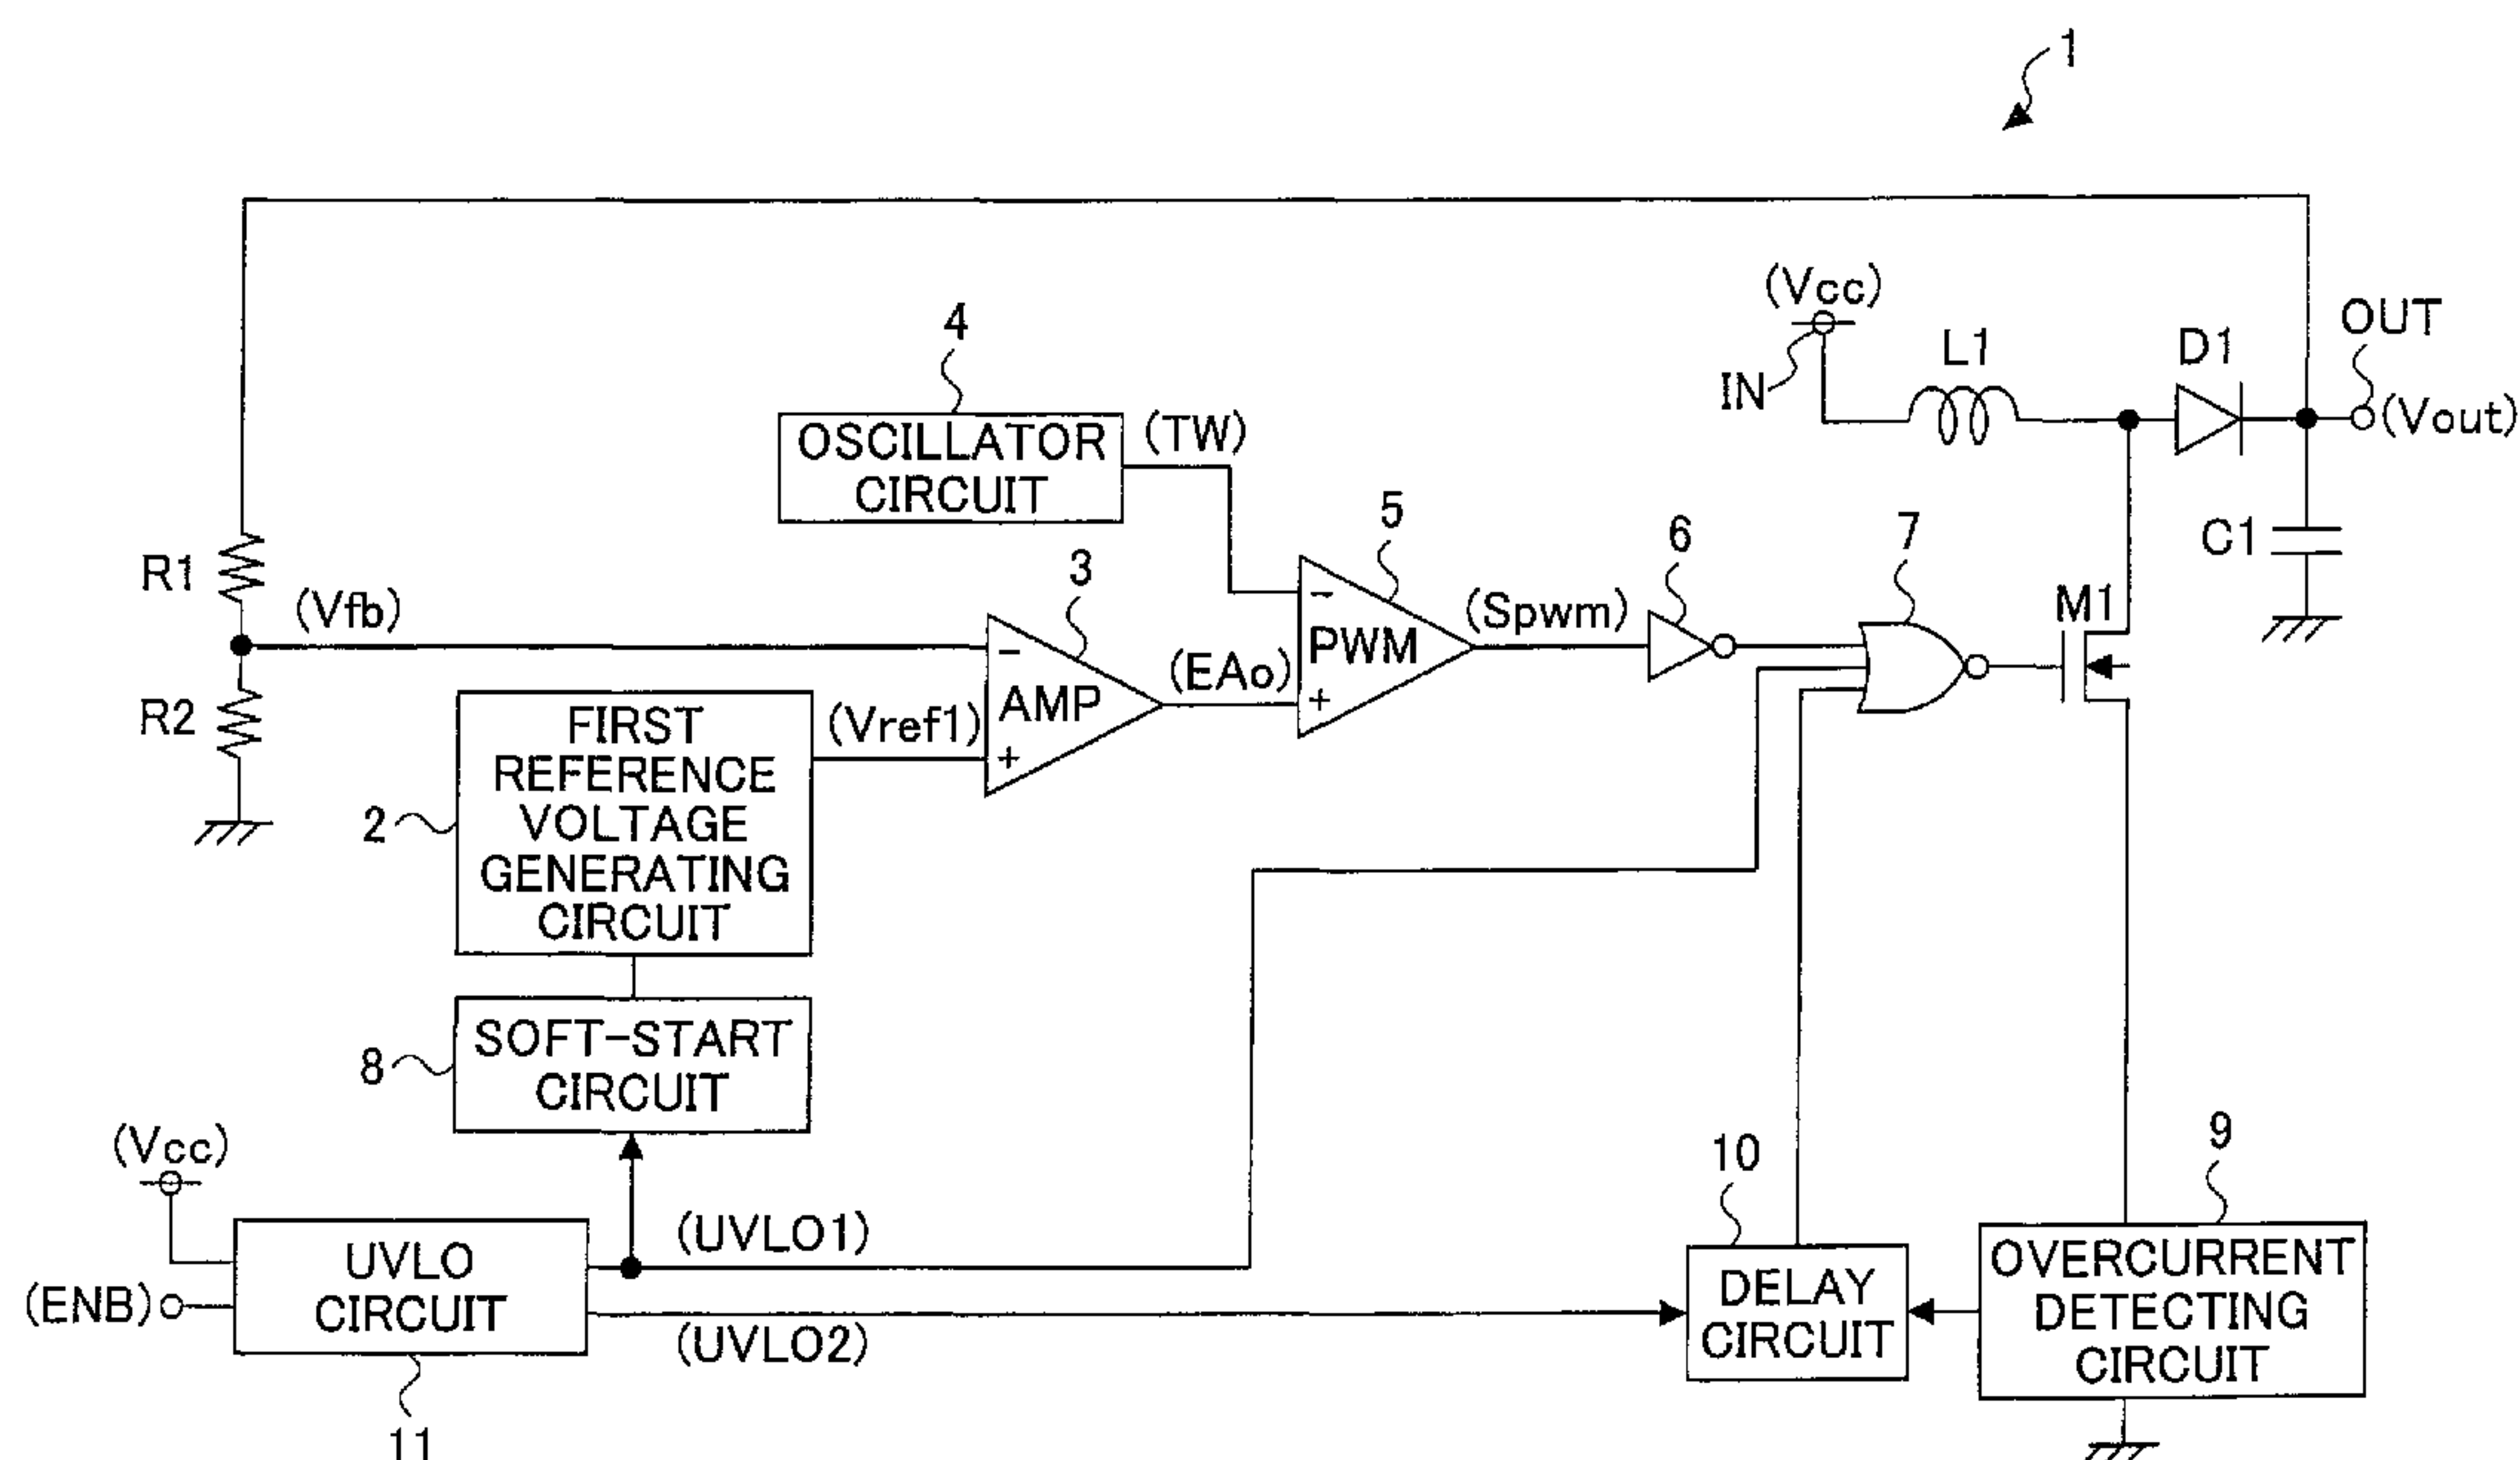 1
(Vcc)
OUT
4
L1
D1
IN
(Vout)
OSCILLATOR
CIRCUIT
(TW)
5
6
7
C1
R1
3
(Vfb)
(Spwm)
M1
−
−
PWM
(EAo)
+
AMP
R2
FIRST
REFERENCE
VOLTAGE
GENERATING
CIRCUIT
(Vref1)
+
2
SOFT-START
CIRCUIT
8
(Vcc)
10
9
UVLO
CIRCUIT
(UVLO1)
(ENB)
(UVLO2)
DELAY
CIRCUIT
OVERCURRENT
DETECTING
CIRCUIT
11